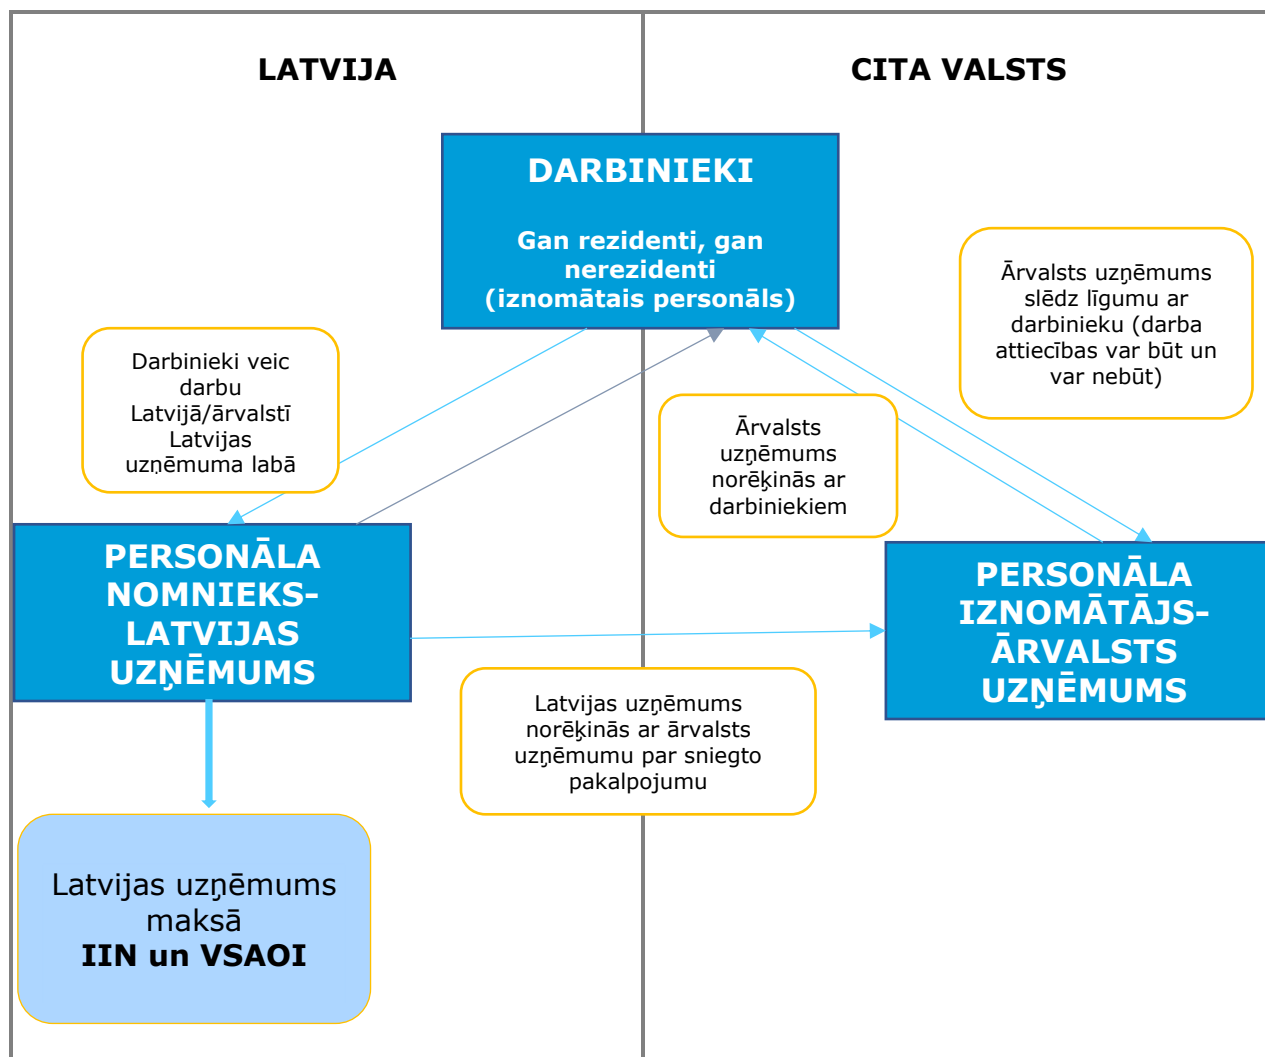 LATVIJA
CITA VALSTS
DARBINIEKI
Gan rezidenti, gan
nerezidenti
(iznomātais personāls)
Ārvalsts uzņēmums
slēdz līgumu ar
darbinieku (darba
attiecības var būt un
var nebūt)
Darbinieki veic
darbu
Latvijā/ārvalstī
Latvijas
uzņēmuma labā
Ārvalsts
uzņēmums
norēķinās ar
darbiniekiem
PERSONĀLA
NOMNIEKS-
LATVIJAS
UZŅĒMUMS
PERSONĀLA
IZNOMĀTĀJS-
ĀRVALSTS
UZŅĒMUMS
Latvijas uzņēmums
norēķinās ar ārvalsts
uzņēmumu par sniegto
pakalpojumu
Latvijas uzņēmums
maksā
IIN un VSAOI